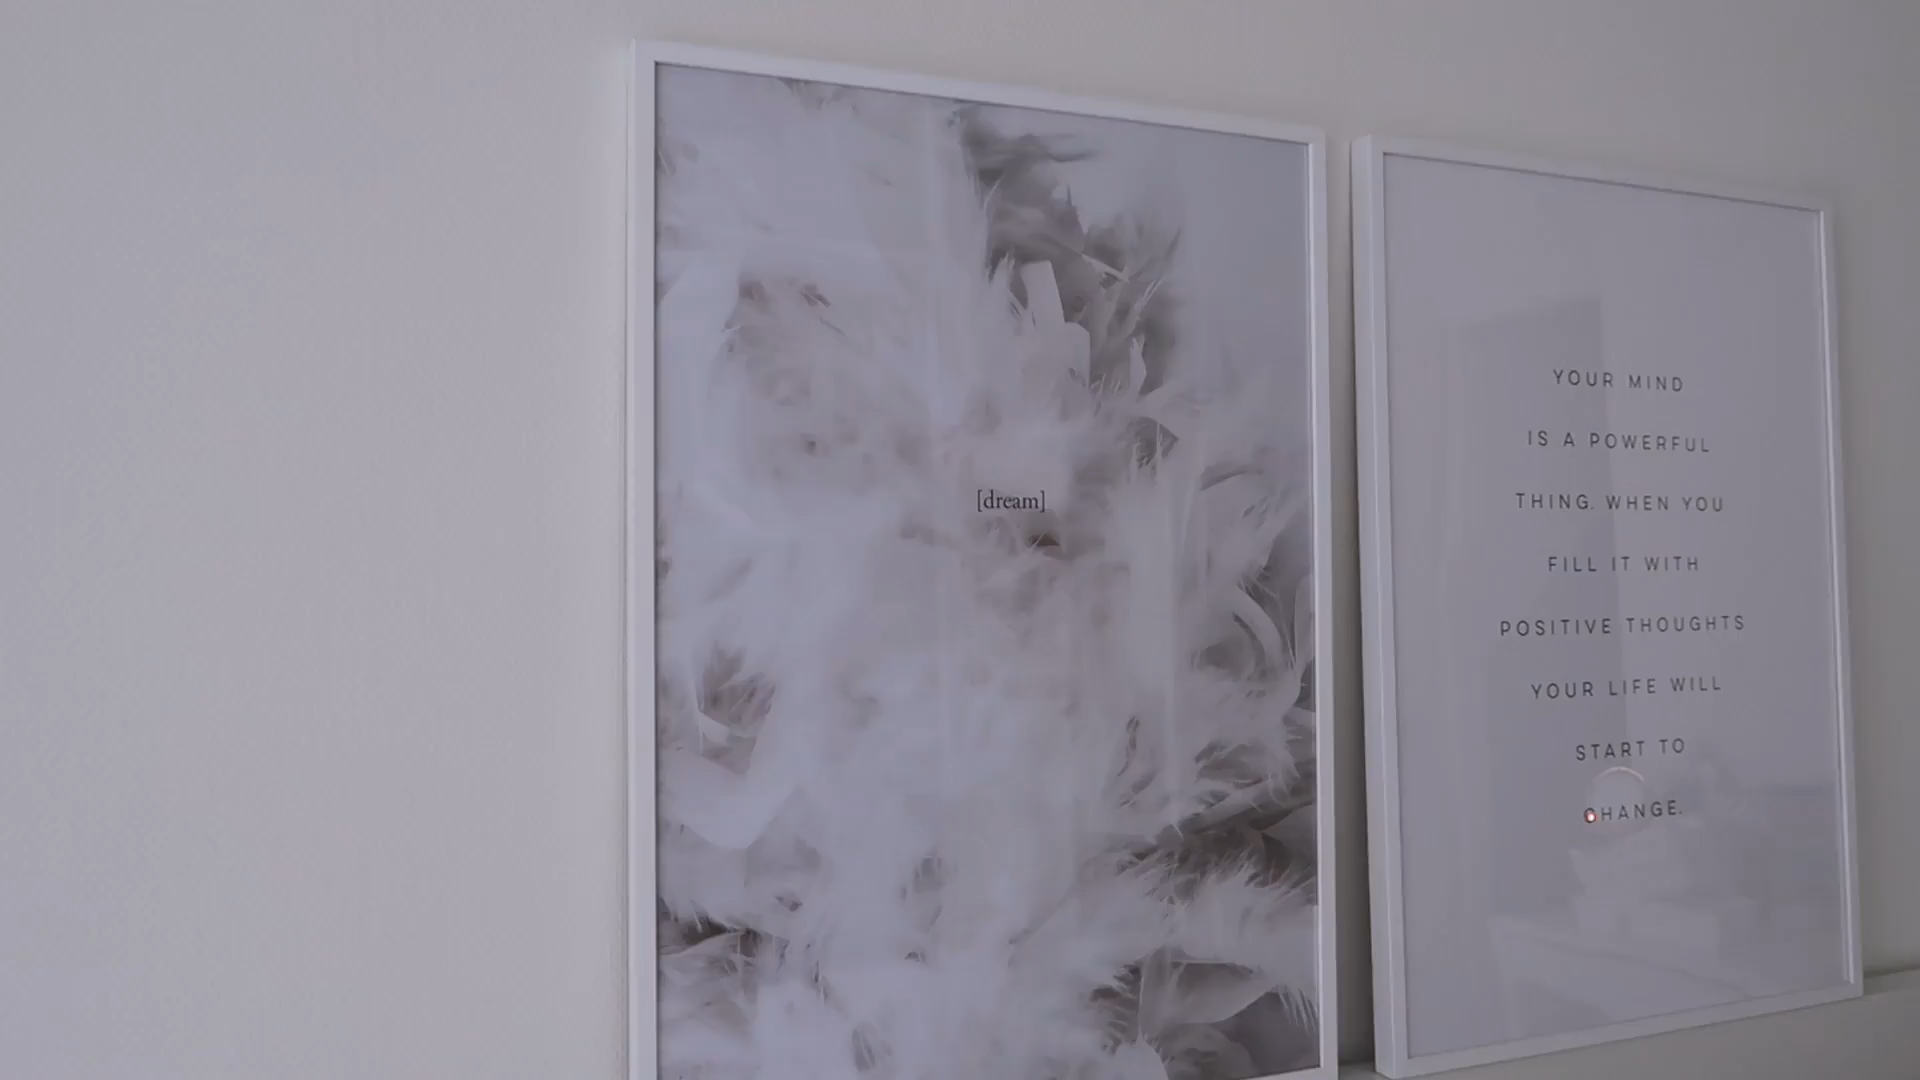 [dream]
YOUR MIND
IS A POWERFUL
THING. WHEN YOU
FILL IT WITH
POSITIVE THOUGHTS
YOUR LIFE WILL
START TO
CHANGE.